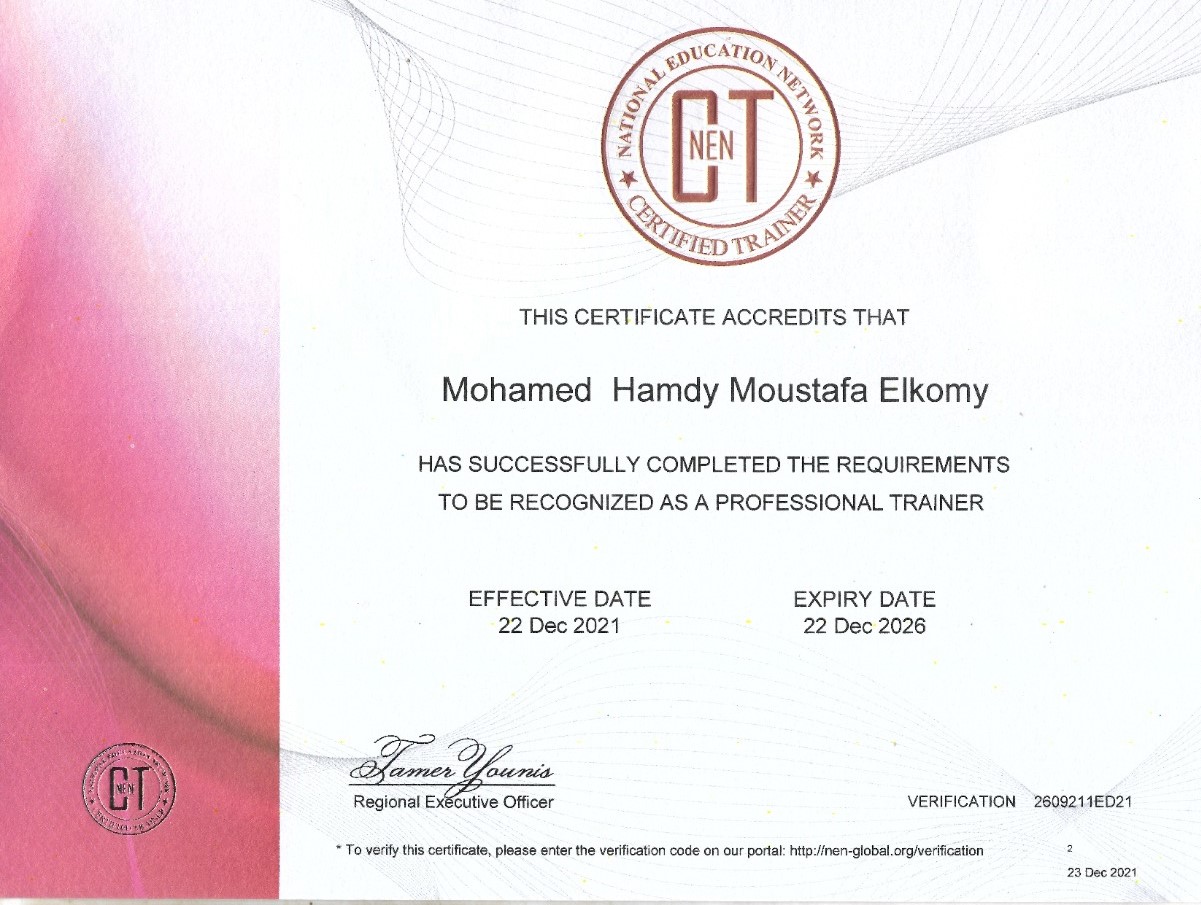 NATIONAL EDUCATION NETWORK
CT
NEN
CERTIFIED TRAINER
THIS CERTIFICATE ACCREDITS THAT
Mohamed Hamdy Moustafa Elkomy
HAS SUCCESSFULLY COMPLETED THE REQUIREMENTS
TO BE RECOGNIZED AS A PROFESSIONAL TRAINER
EFFECTIVE DATE EXPIRY DATE
22 Dec 2021 22 Dec 2026
Tamer Younis
Regional Executive Officer
VERIFICATION 2609211ED21
CT
NEN
* To verify this certificate, please enter the verification code on our portal: http://nen-global.org/verification
2
23 Dec 2021